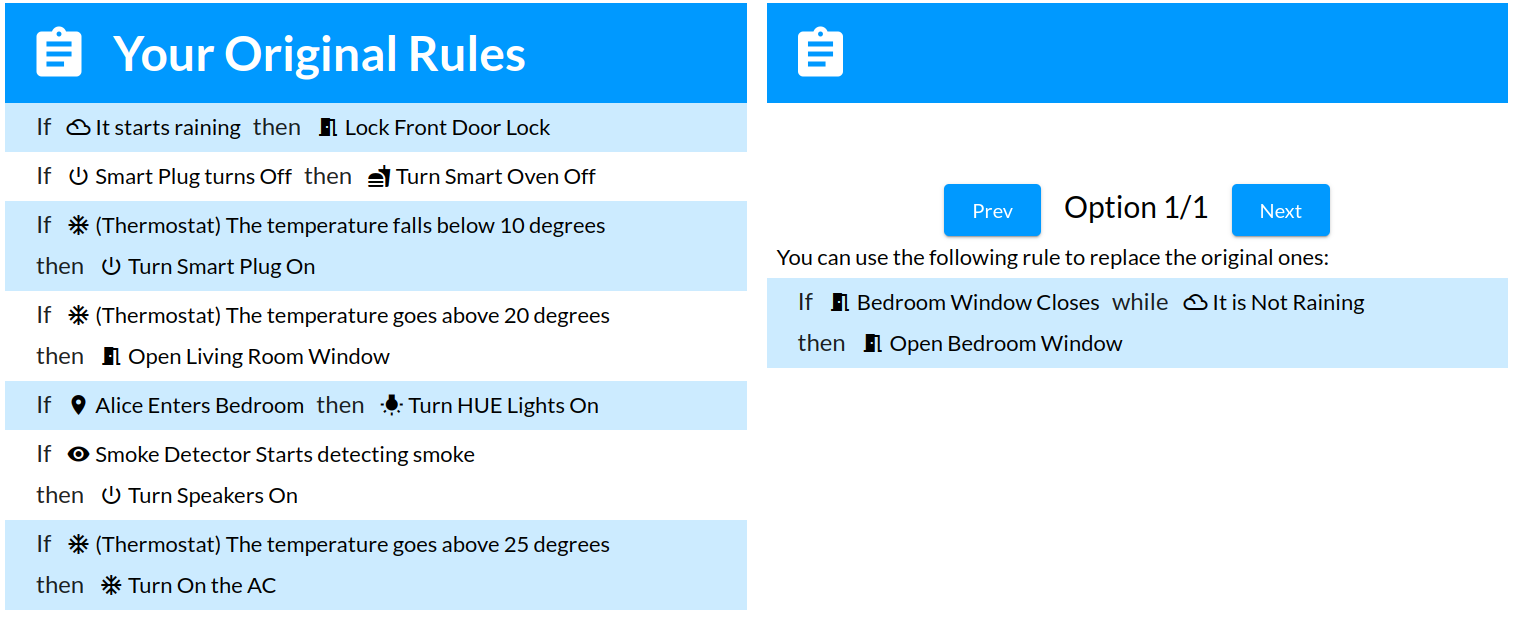 Your Original Rules
If It starts raining then Lock Front Door Lock
If Smart Plug turns Off then Turn Smart Oven Off
If (Thermostat) The temperature falls below 10 degrees
then Turn Smart Plug On
If (Thermostat) The temperature goes above 20 degrees
then Open Living Room Window
If Alice Enters Bedroom then Turn HUE Lights On
If Smoke Detector Starts detecting smoke
then Turn Speakers On
If (Thermostat) The temperature goes above 25 degrees
then Turn On the AC
Prev Option 1/1 Next
You can use the following rule to replace the original ones:
If Bedroom Window Closes while It is Not Raining
then Open Bedroom Window